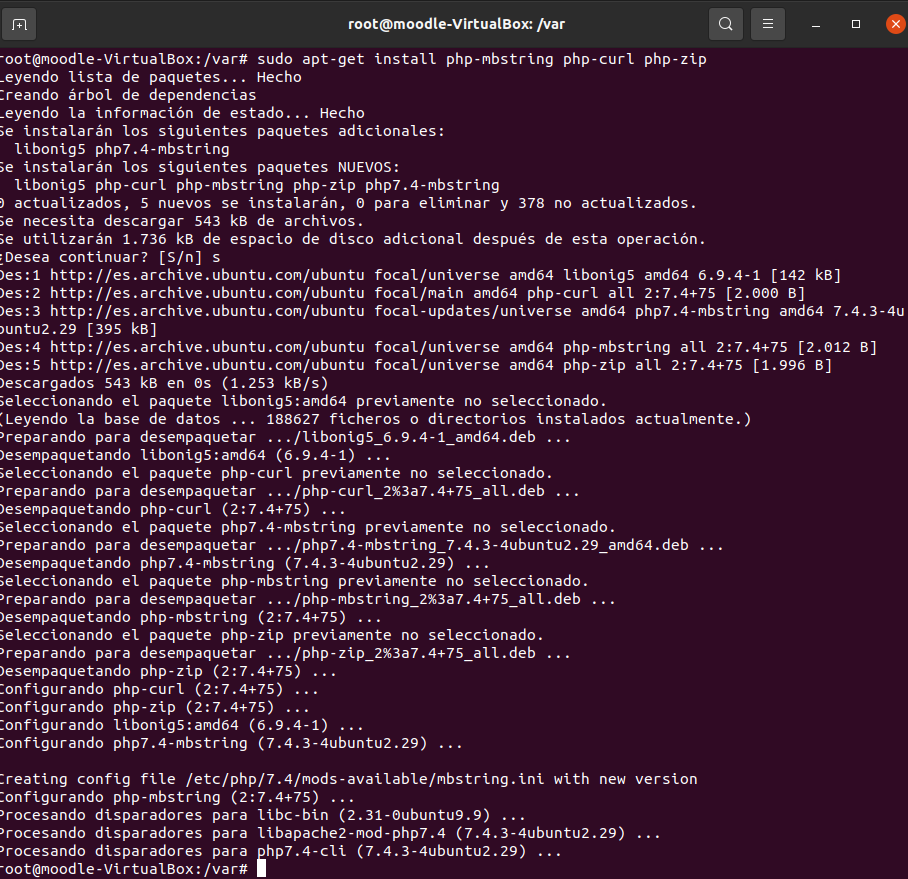 root@moodle-VirtualBox: /var
root@moodle-VirtualBox:/var# sudo apt-get install php-mbstring php-curl php-zip
Leyendo lista de paquetes... Hecho
Creando árbol de dependencias
Leyendo la información de estado... Hecho
Se instalarán los siguientes paquetes adicionales:
  libonig5 php7.4-mbstring
Se instalarán los siguientes paquetes NUEVOS:
  libonig5 php-curl php-mbstring php-zip php7.4-mbstring
0 actualizados, 5 nuevos se instalarán, 0 para eliminar y 378 no actualizados.
Se necesita descargar 543 kB de archivos.
Se utilizarán 1.736 kB de espacio de disco adicional después de esta operación.
¿Desea continuar? [S/n] s
Des:1 http://es.archive.ubuntu.com/ubuntu focal/universe amd64 libonig5 amd64 6.9.4-1 [142 kB]
Des:2 http://es.archive.ubuntu.com/ubuntu focal/main amd64 php-curl all 2:7.4+75 [2.000 B]
Des:3 http://es.archive.ubuntu.com/ubuntu focal-updates/universe amd64 php7.4-mbstring amd64 7.4.3-4u
buntu2.29 [395 kB]
Des:4 http://es.archive.ubuntu.com/ubuntu focal/universe amd64 php-mbstring all 2:7.4+75 [2.012 B]
Des:5 http://es.archive.ubuntu.com/ubuntu focal/universe amd64 php-zip all 2:7.4+75 [1.996 B]
Descargados 543 kB en 0s (1.253 kB/s)
Seleccionando el paquete libonig5:amd64 previamente no seleccionado.
(Leyendo la base de datos ... 188627 ficheros o directorios instalados actualmente.)
Preparando para desempaquetar .../libonig5_6.9.4-1_amd64.deb ...
Desempaquetando libonig5:amd64 (6.9.4-1) ...
Seleccionando el paquete php-curl previamente no seleccionado.
Preparando para desempaquetar .../php-curl_2%3a7.4+75_all.deb ...
Desempaquetando php-curl (2:7.4+75) ...
Seleccionando el paquete php7.4-mbstring previamente no seleccionado.
Preparando para desempaquetar .../php7.4-mbstring_7.4.3-4ubuntu2.29_amd64.deb ...
Desempaquetando php7.4-mbstring (7.4.3-4ubuntu2.29) ...
Seleccionando el paquete php-mbstring previamente no seleccionado.
Preparando para desempaquetar .../php-mbstring_2%3a7.4+75_all.deb ...
Desempaquetando php-mbstring (2:7.4+75) ...
Seleccionando el paquete php-zip previamente no seleccionado.
Preparando para desempaquetar .../php-zip_2%3a7.4+75_all.deb ...
Desempaquetando php-zip (2:7.4+75) ...
Configurando php-curl (2:7.4+75) ...
Configurando php-zip (2:7.4+75) ...
Configurando libonig5:amd64 (6.9.4-1) ...
Configurando php7.4-mbstring (7.4.3-4ubuntu2.29) ...

Creating config file /etc/php/7.4/mods-available/mbstring.ini with new version
Configurando php-mbstring (2:7.4+75) ...
Procesando disparadores para libc-bin (2.31-0ubuntu9.9) ...
Procesando disparadores para libapache2-mod-php7.4 (7.4.3-4ubuntu2.29) ...
Procesando disparadores para php7.4-cli (7.4.3-4ubuntu2.29) ...
root@moodle-VirtualBox:/var#